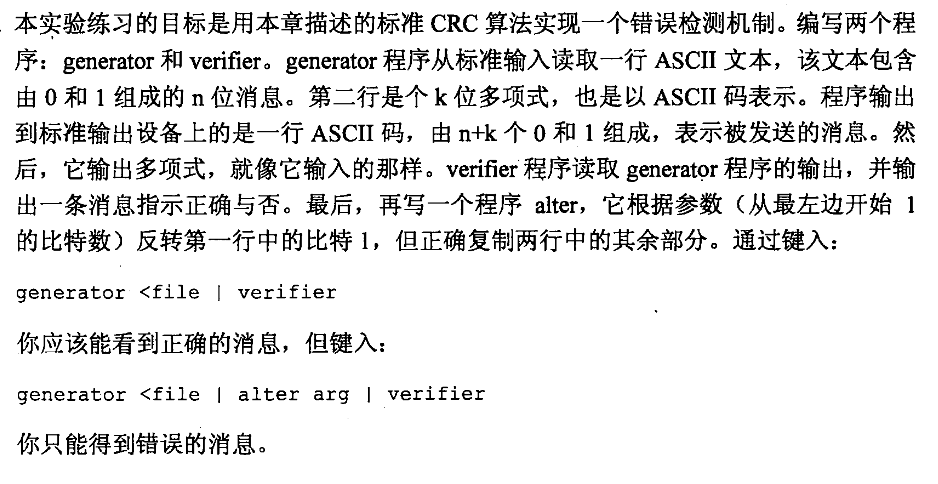 本实验练习的目标是用本章描述的标准 CRC 算法实现一个错误检测机制。编写两个程
序：generator 和 verifier。generator 程序从标准输入读取一行 ASCII 文本，该文本包含
由 0 和 1 组成的 n 位消息。第二行是个 k 位多项式，也是以 ASCII 码表示。程序输出
到标准输出设备上的是一行 ASCII 码，由 n+k 个 0 和 1 组成，表示被发送的消息。然
后，它输出多项式，就像它输入的那样。verifier 程序读取 generator 程序的输出，并输
出一条消息指示正确与否。最后，再写一个程序 alter，它根据参数（从最左边开始 1
的比特数）反转第一行中的比特 1，但正确复制两行中的其余部分。通过键入：
generator <file | verifier
你应该能看到正确的消息，但键入：
generator <file | alter arg | verifier
你只能得到错误的消息。